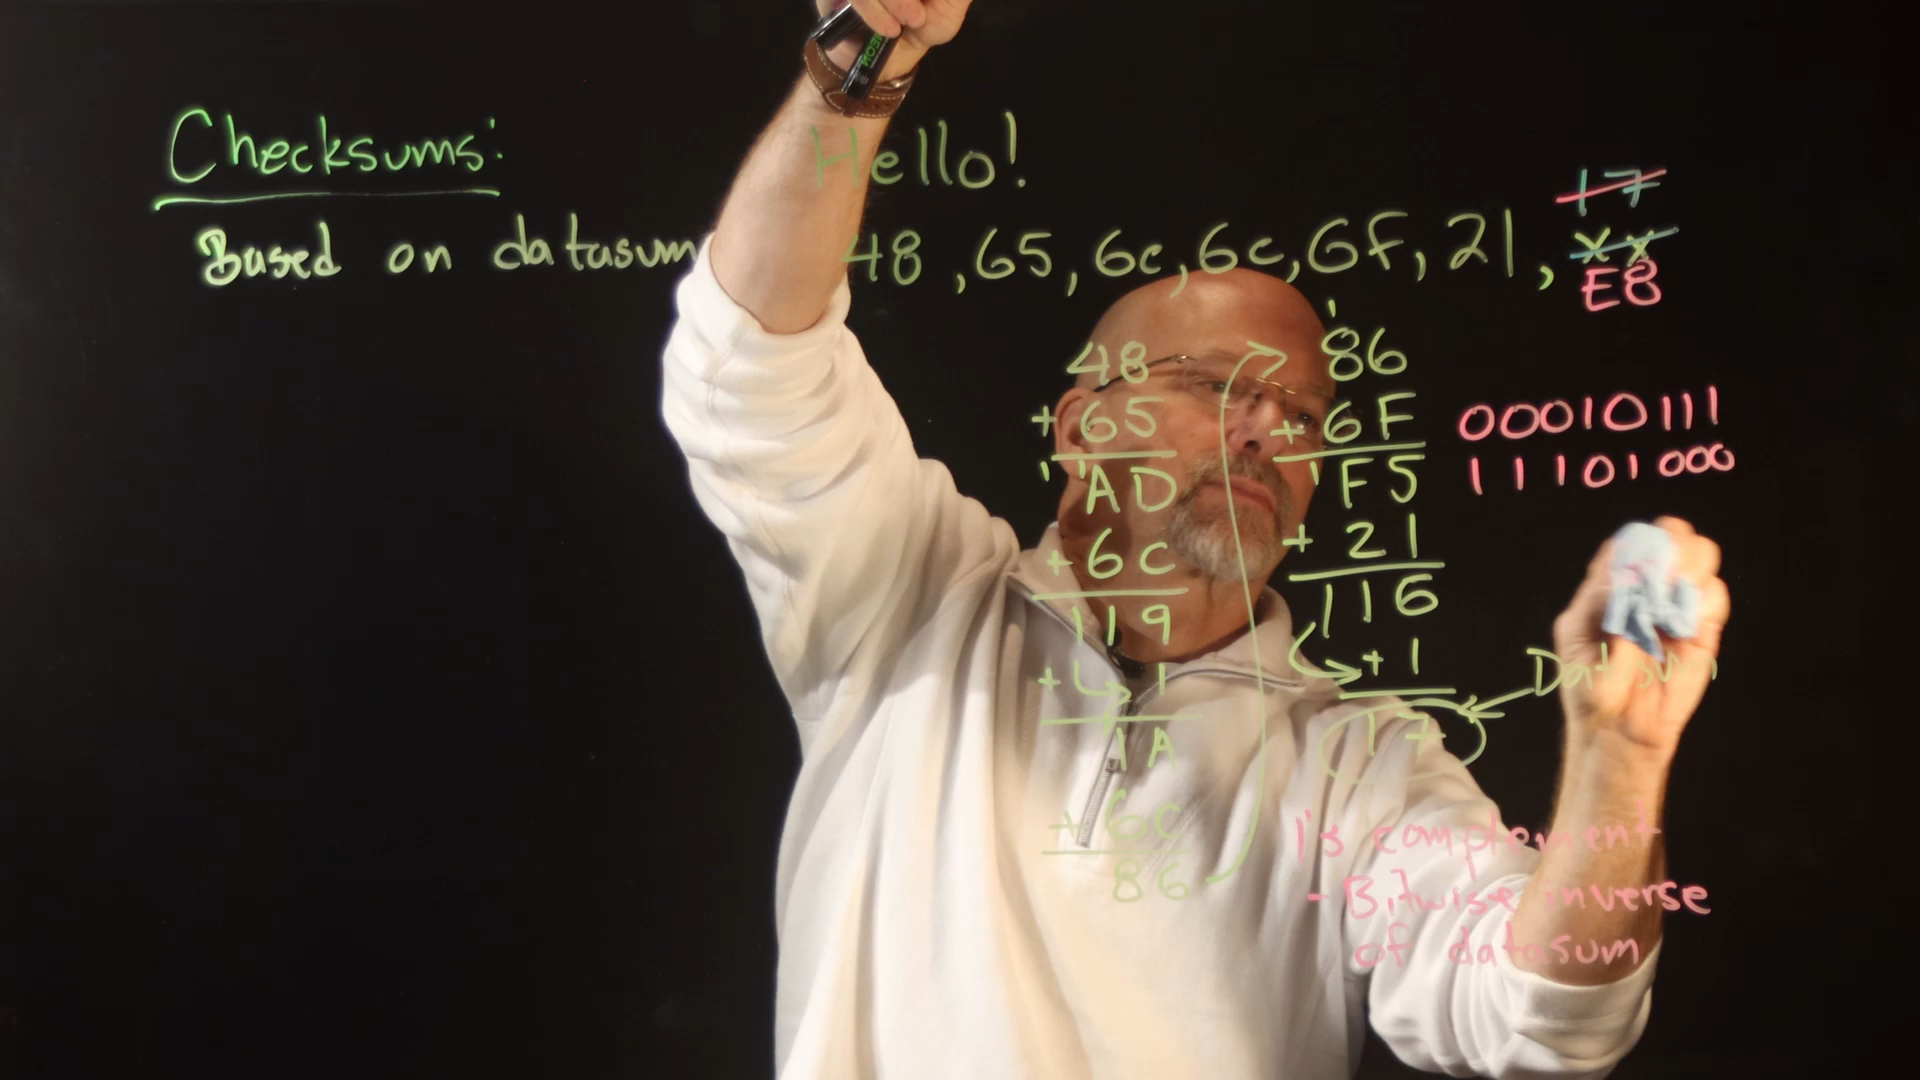 Checksums:
Hello!
17
Based on datasum 48, 65, 6c, 6c, 6F, 21, xx
E8
48
+ 65
' 'AD
+ 6C
119
+ 1
1A
+ 6C
86
'
86
+ 6F
'F5
+ 21
116
+ 1
17
00010111
11101000
1's complement
- Bitwise inverse
of datasum